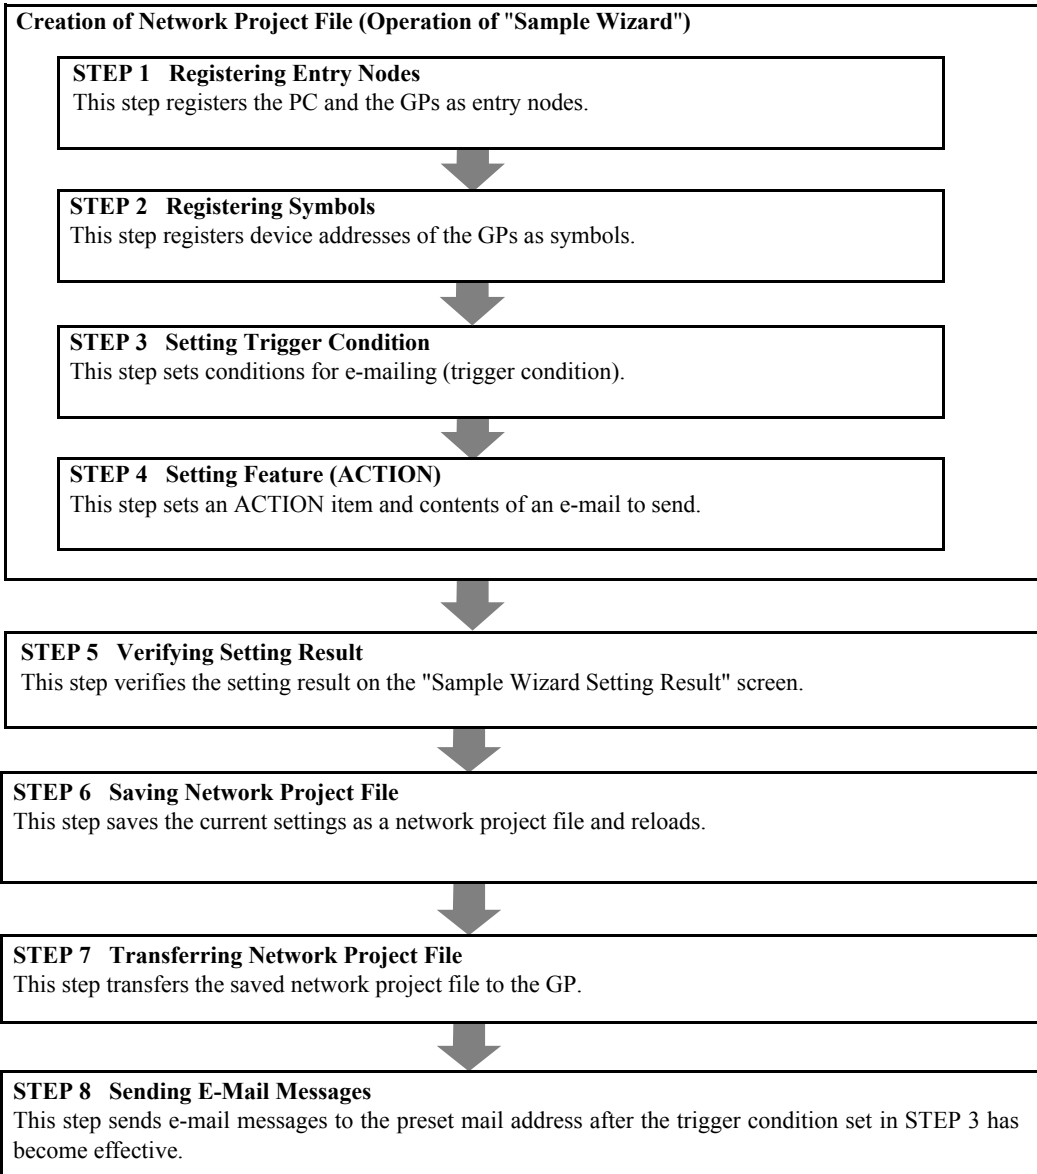 Creation of Network Project File (Operation of "Sample Wizard")
STEP 1 Registering Entry Nodes
This step registers the PC and the GPs as entry nodes.
STEP 2 Registering Symbols
This step registers device addresses of the GPs as symbols.
STEP 3 Setting Trigger Condition
This step sets conditions for e-mailing (trigger condition).
STEP 4 Setting Feature (ACTION)
This step sets an ACTION item and contents of an e-mail to send.
STEP 5 Verifying Setting Result
This step verifies the setting result on the "Sample Wizard Setting Result" screen.
STEP 6 Saving Network Project File
This step saves the current settings as a network project file and reloads.
STEP 7 Transferring Network Project File
This step transfers the saved network project file to the GP.
STEP 8 Sending E-Mail Messages
This step sends e-mail messages to the preset mail address after the trigger condition set in STEP 3 has
become effective.